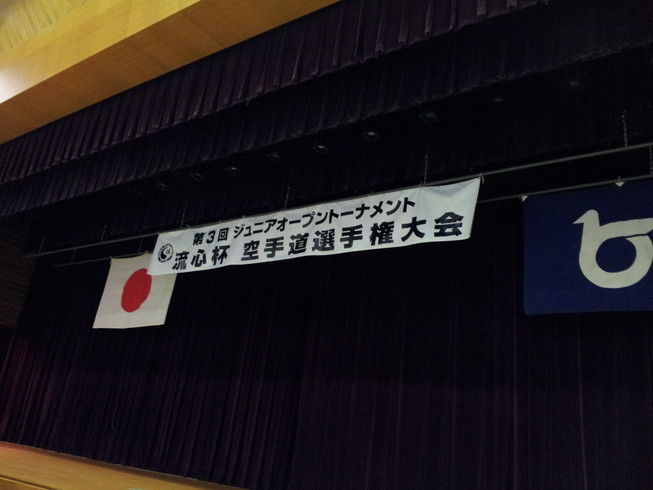 第3回 ジュニアオープントーナメント
流心杯 空手道選手権大会